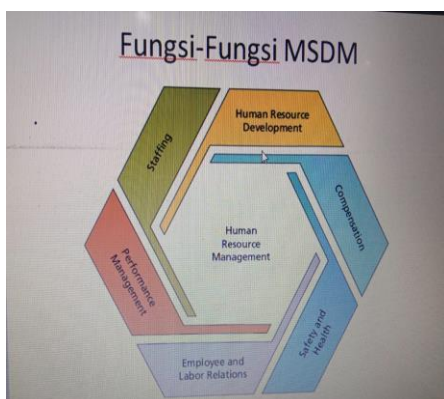 Fungsi-Fungsi MSDM
Human Resource
Development
Staffing
Compensation
Human
Resource
Management
Performance
Management
Safety and
Health
Employee and
Labor Relations